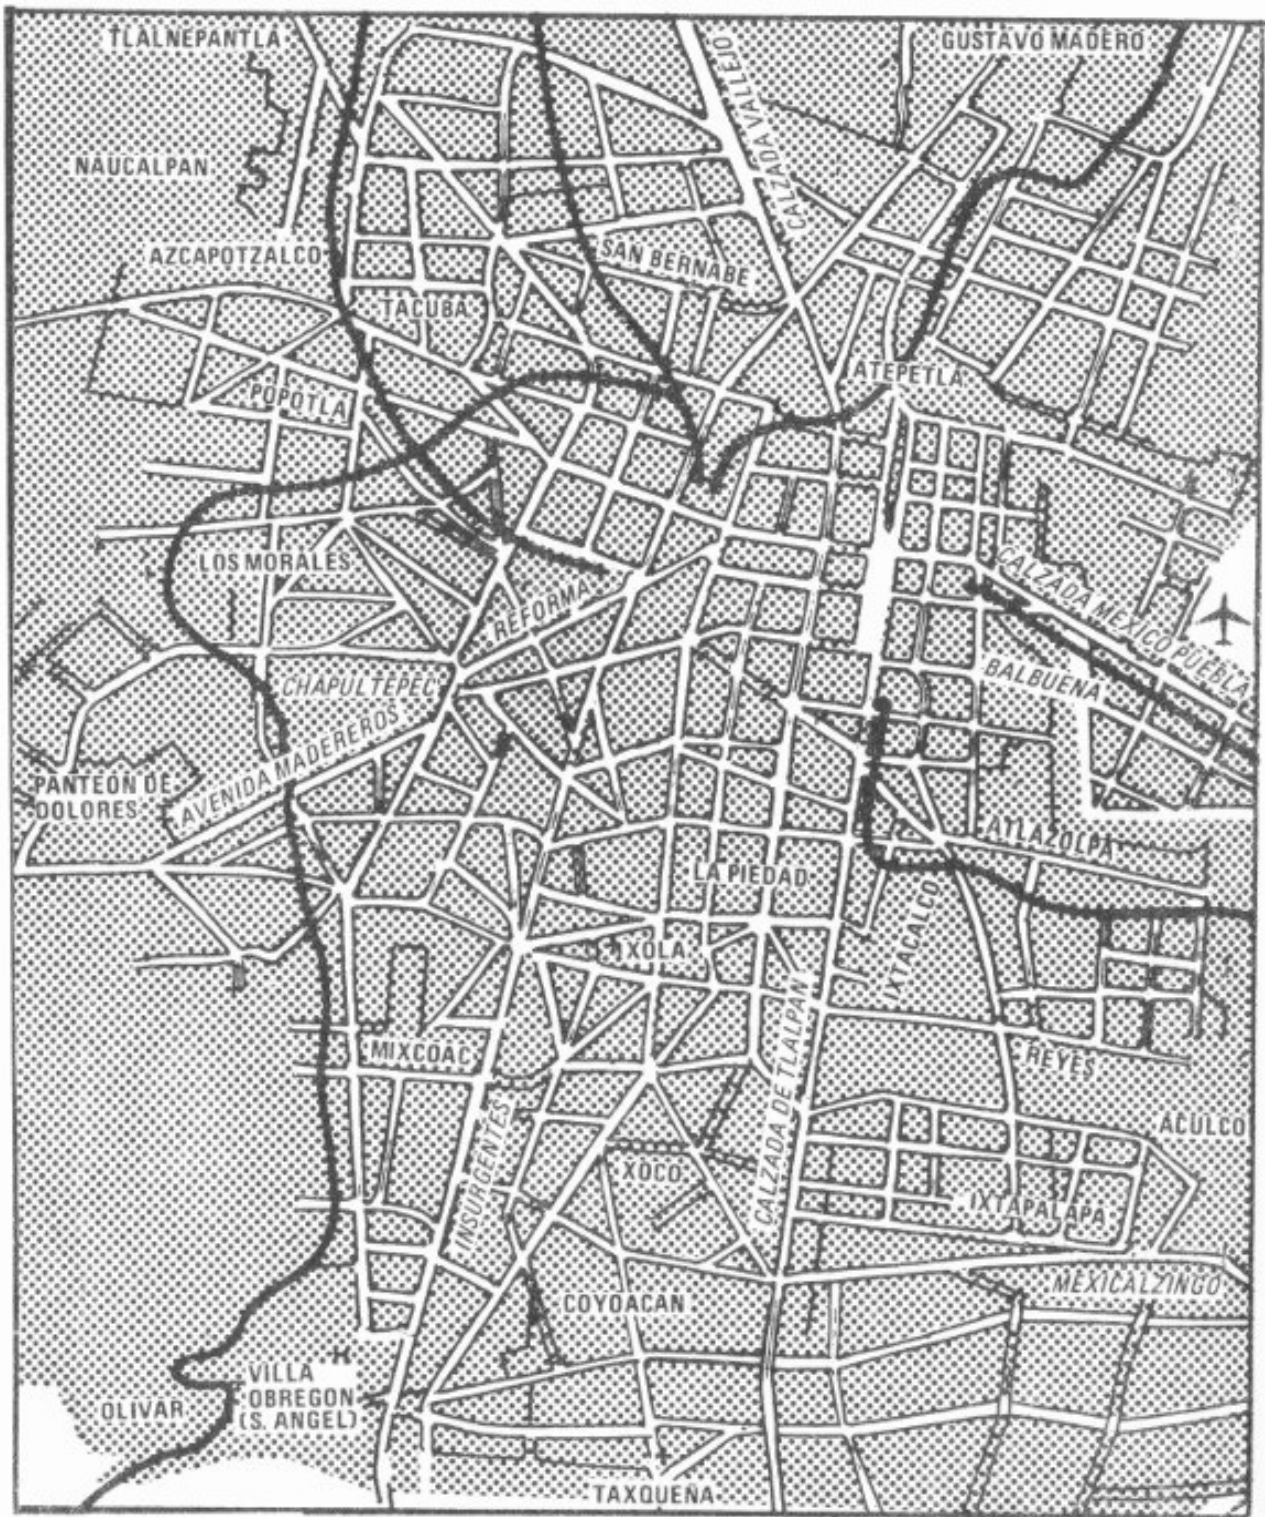 TLALNEPANTLA
GUSTAVO MADERO
CALZADA VALLEJO
NAUCALPAN
AZCAPOTZALCO
SAN BERNABE
TACUBA
ATEPETLA
POPOTLA
LOS MORALES
CALZADA MEXICO PUEBLA
REFORMA
BALBUENA
CHAPULTEPEC
AVENIDA MADEREROS
PANTEON DE
DOLORES
ATLAZOLPA
LA PIEDAD
IXTACALCO
IXOLA
MIXCOAC
REYES
CALZADA DE TLALPAN
INSURGENTES
ACULCO
XOCO
IXTAPALAPA
MEXICALZINGO
COYOACAN
VILLA
OBREGON
(S. ANGEL)
OLIVAR
TAXQUEÑA